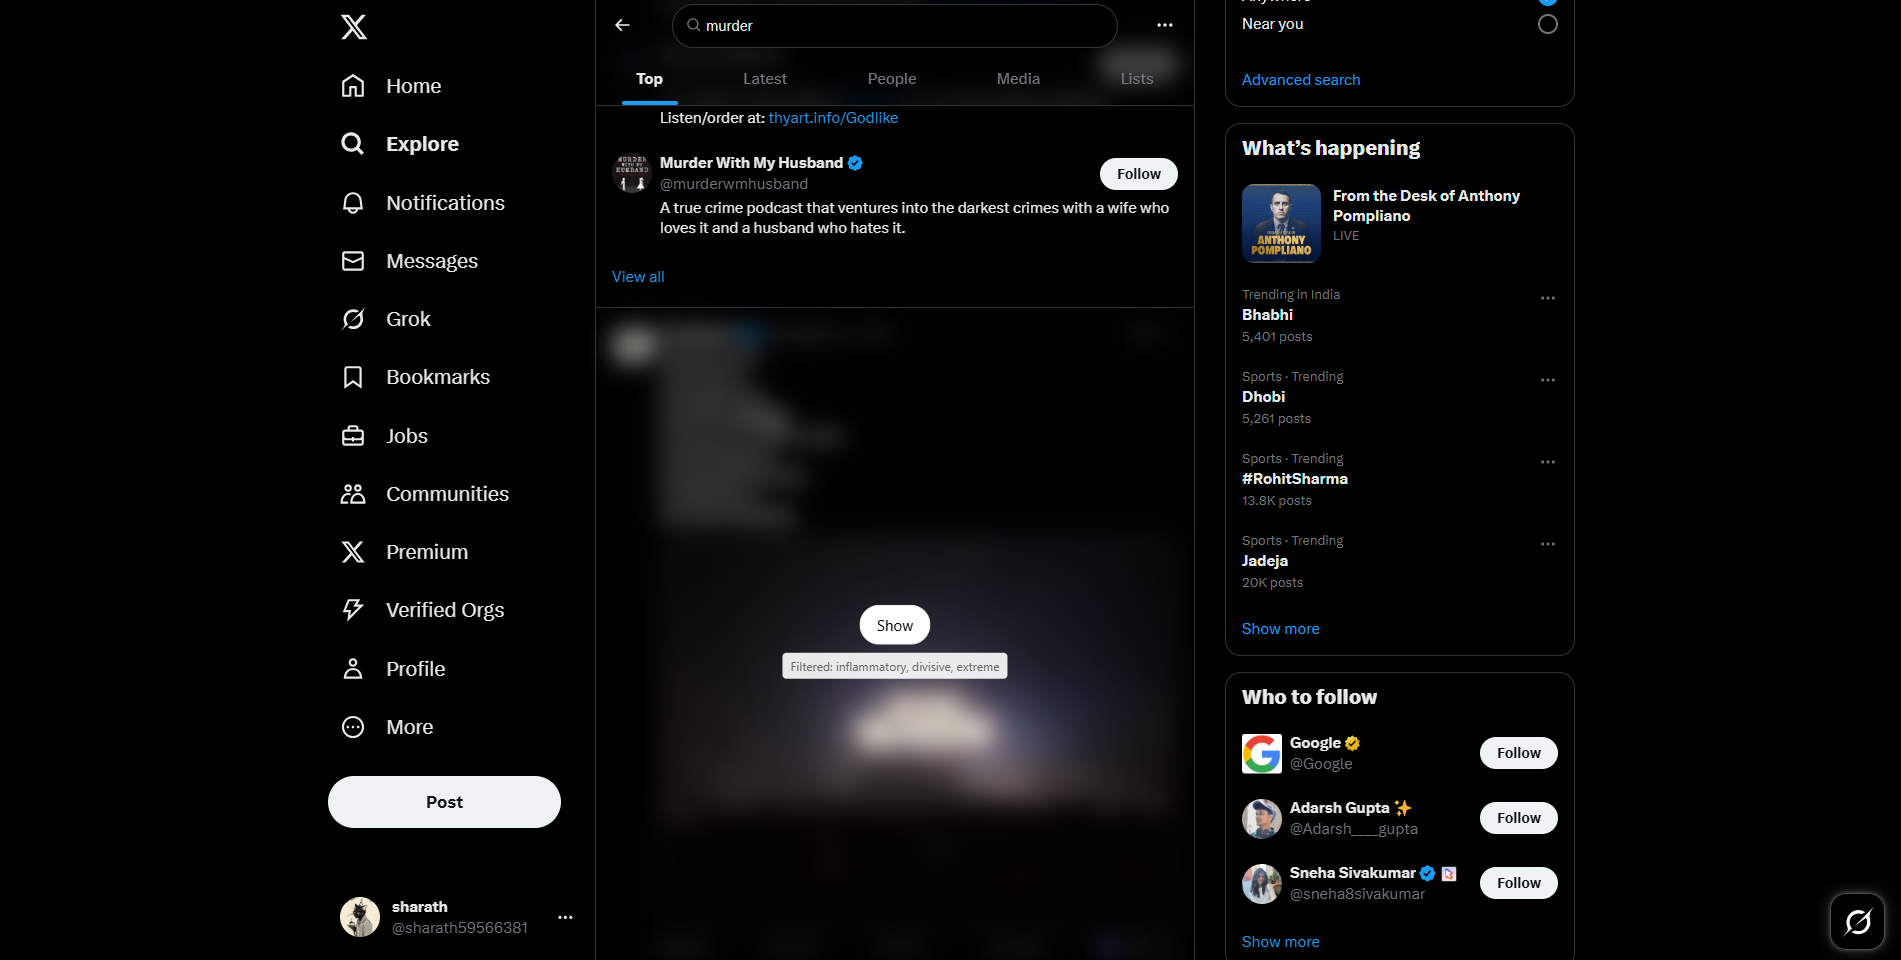 Home
Explore
Notifications
Messages
Grok
Bookmarks
Jobs
Communities
Premium
Verified Orgs
Profile
More
Post
sharath
@sharath59566381
murder
Top
Latest
People
Media
Lists
Listen/order at: thyart.info/Godlike
Murder With My Husband
@murderwmhusband
Follow
A true crime podcast that ventures into the darkest crimes with a wife who
loves it and a husband who hates it.
View all
Show
Filtered: inflammatory, divisive, extreme
Near you
Advanced search
What's happening
ANTHONY
POMPLIANO
From the Desk of Anthony
Pompliano
LIVE
Trending in India
Bhabhi
5,401 posts
Sports · Trending
Dhobi
5,261 posts
Sports · Trending
#RohitSharma
13.8K posts
Sports · Trending
Jadeja
20K posts
Show more
Who to follow
Google
@Google
Follow
Adarsh Gupta
@Adarsh____gupta
Follow
Sneha Sivakumar
@sneha8sivakumar
Follow
Show more